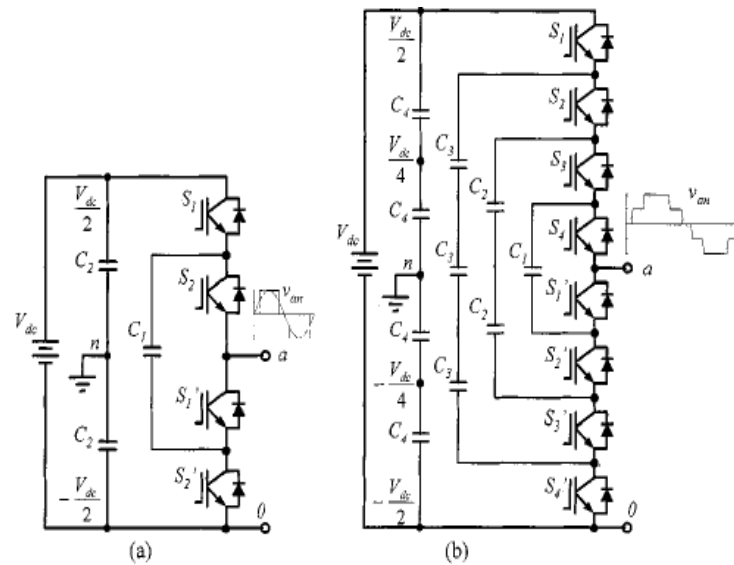 V_dc/2
C_2
V_dc
n
C_2
-V_dc/2
S_1
S_2
C_1
v_an
a
S_1'
S_2'
0
(a)
V_dc/2
C_4
V_dc/4
C_4
V_dc
n
C_4
-V_dc/4
C_4
-V_dc/2
C_3
C_3
C_3
C_2
C_2
C_1
S_1
S_2
S_3
S_4
v_an
a
S_1'
S_2'
S_3'
S_4'
0
(b)